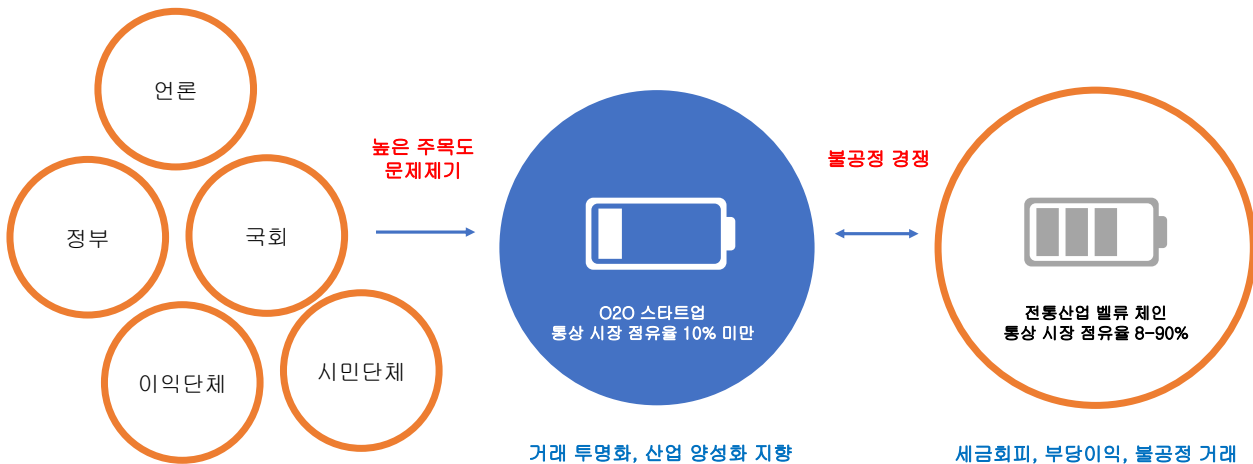 언론
정부
국회
이익단체
시민단체
높은 주목도
문제제기
O2O 스타트업
통상 시장 점유율 10% 미만
거래 투명화, 산업 양성화 지향
불공정 경쟁
전통산업 밸류 체인
통상 시장 점유율 8-90%
세금회피, 부당이익, 불공정 거래